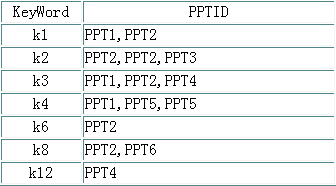 KeyWord PPTID
k1 PPT1,PPT2
k2 PPT2,PPT2,PPT3
k3 PPT1,PPT2,PPT4
k4 PPT1,PPT5,PPT5
k6 PPT2
k8 PPT2,PPT6
k12 PPT4